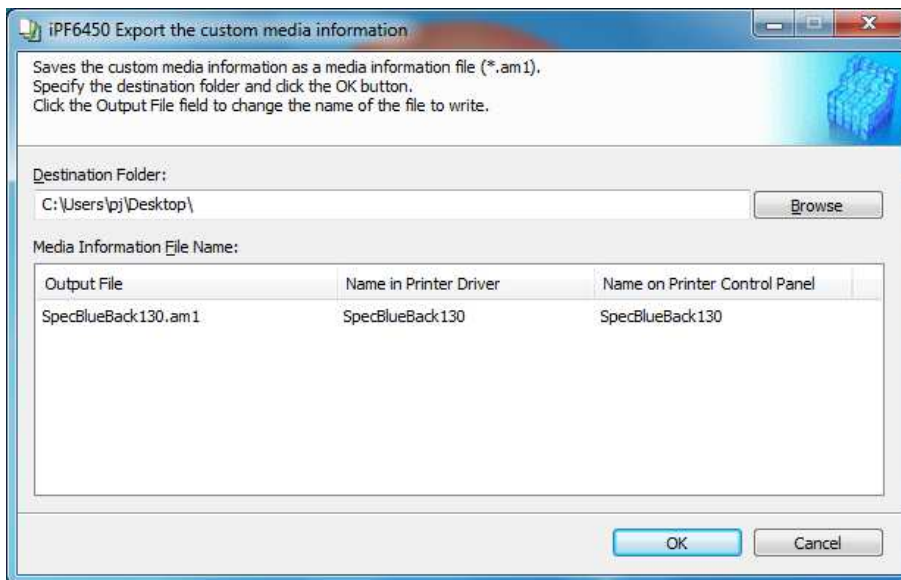 iPF6450 Export the custom media information
Saves the custom media information as a media information file (*.am1).
Specify the destination folder and click the OK button.
Click the Output File field to change the name of the file to write.
Destination Folder:
C:\Users\pj\Desktop\
Browse
Media Information File Name:
Output File Name in Printer Driver Name on Printer Control Panel
SpecBlueBack130.am1 SpecBlueBack130 SpecBlueBack130
OK Cancel